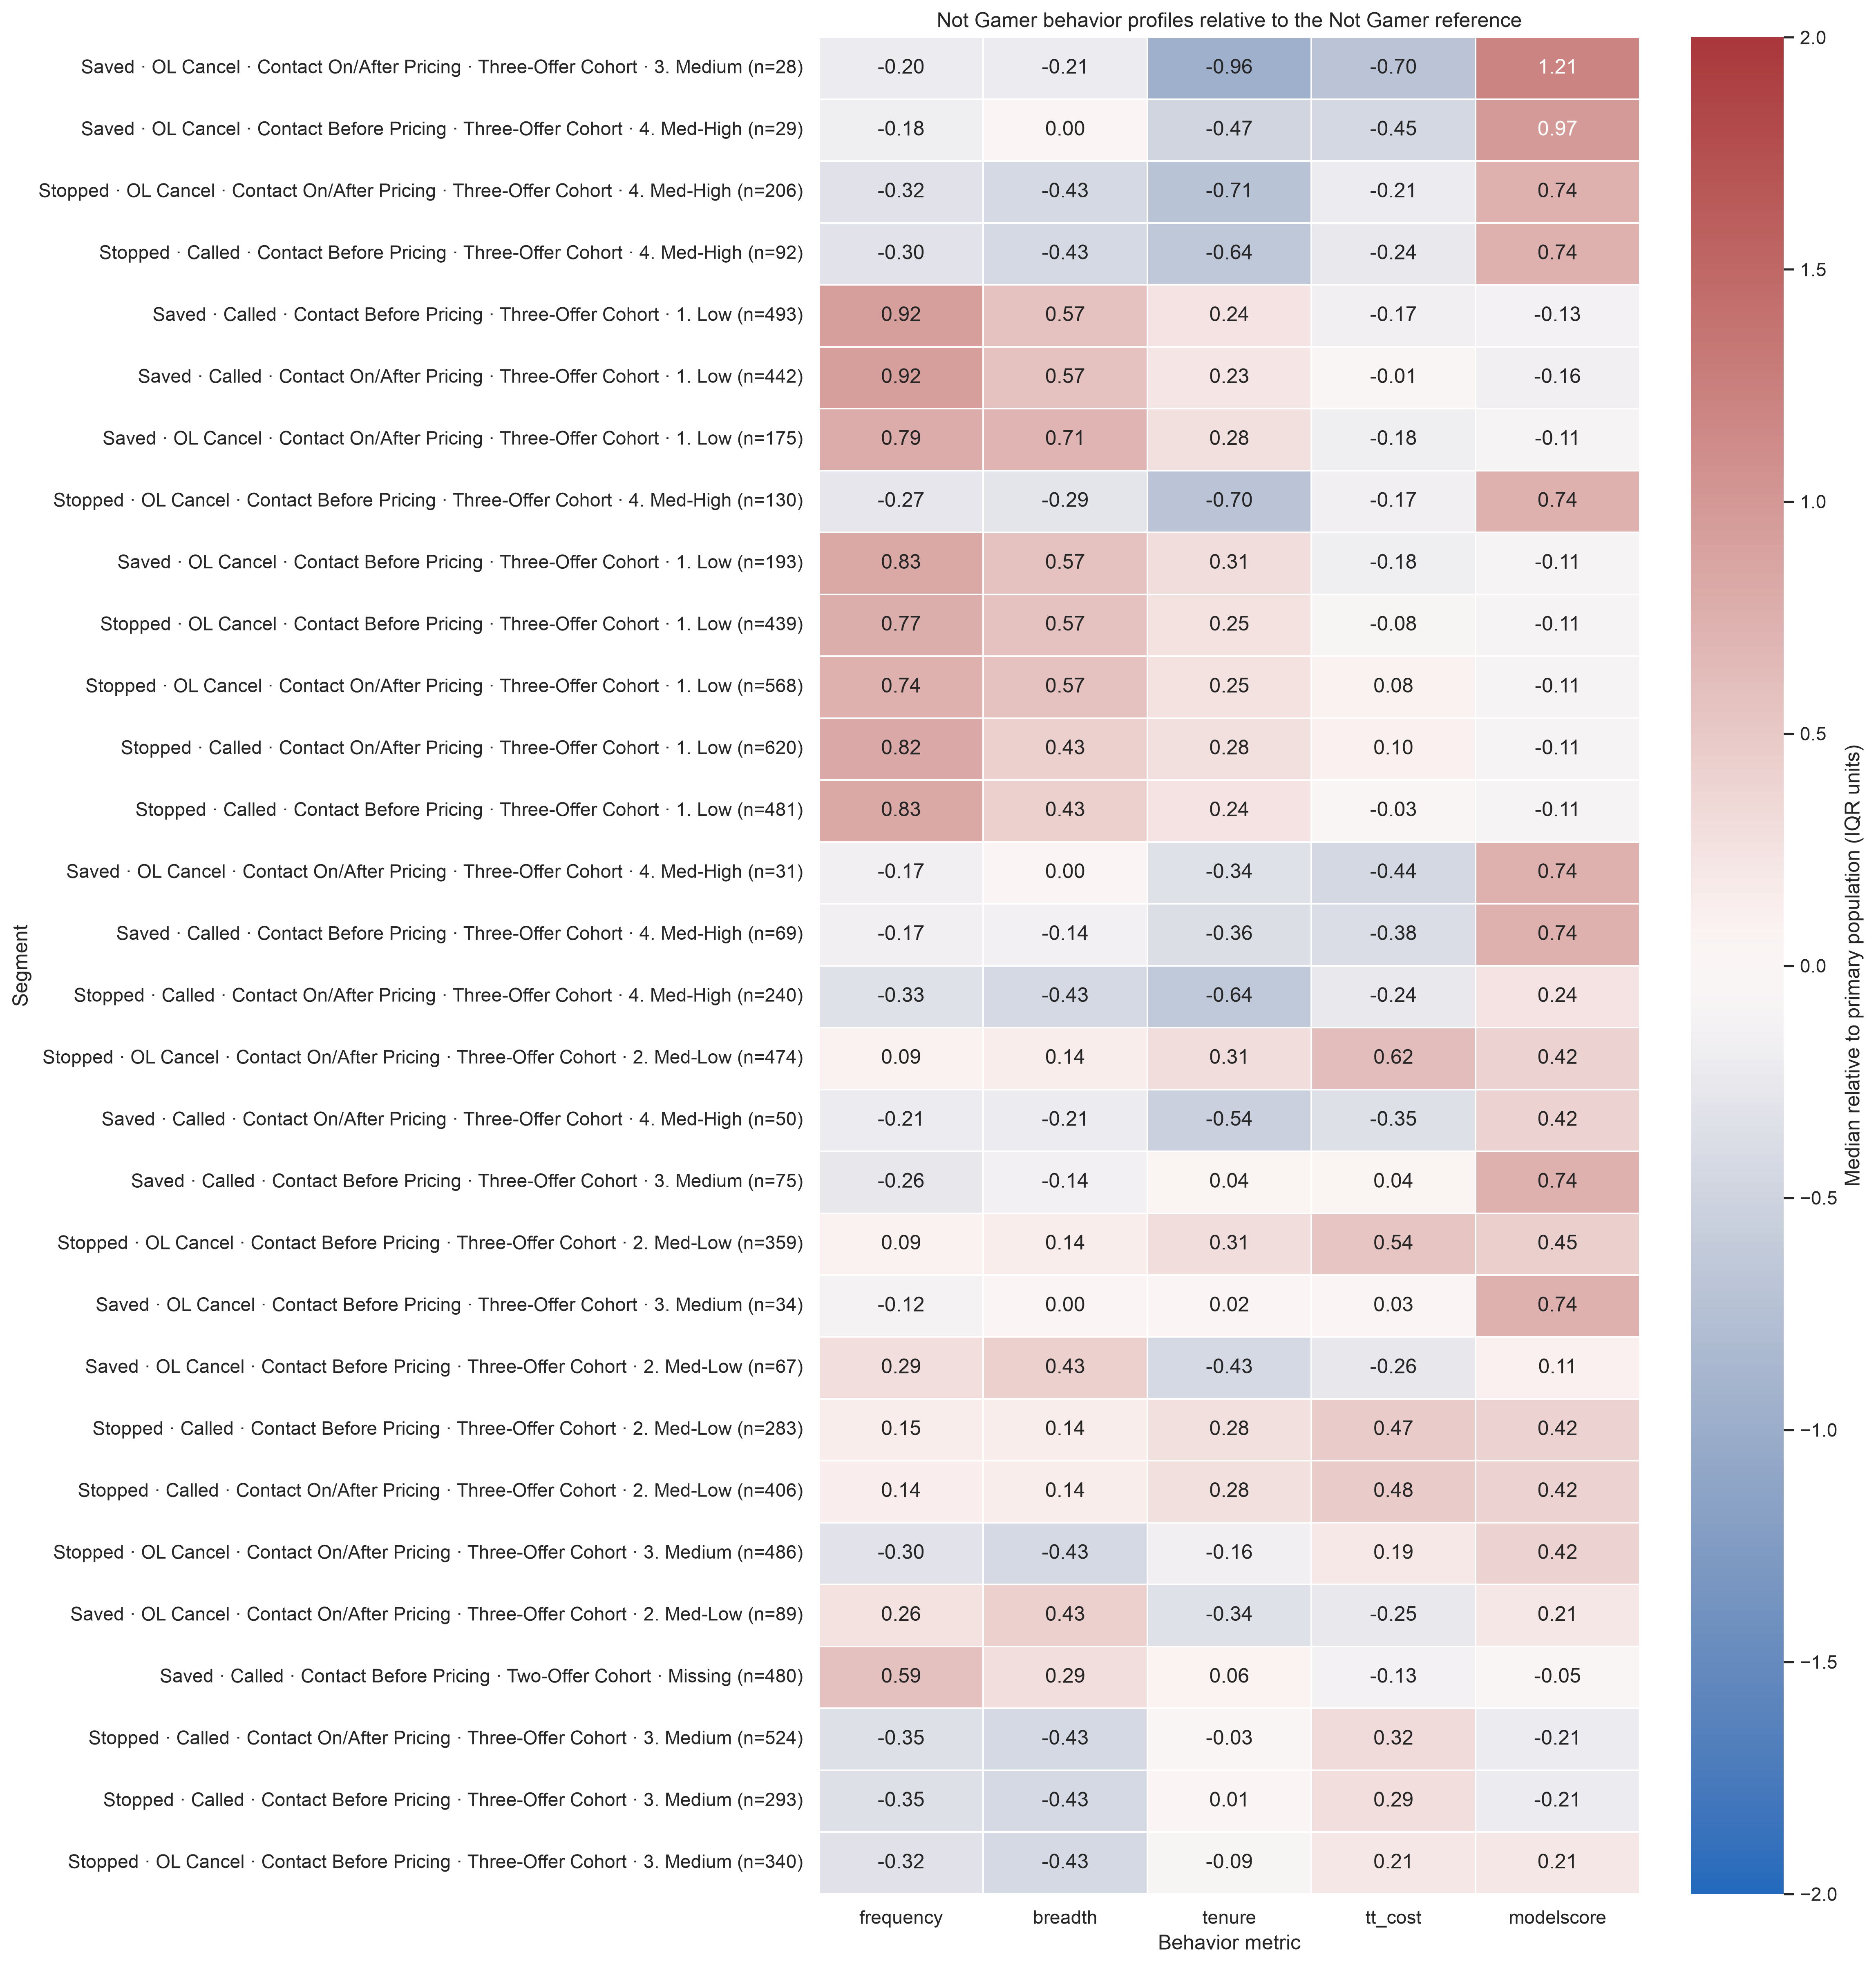 Not Gamer behavior profiles relative to the Not Gamer reference
Saved · OL Cancel · Contact On/After Pricing · Three-Offer Cohort · 3. Medium (n=28) -0.20 -0.21 -0.96 -0.70 1.21
Saved · OL Cancel · Contact Before Pricing · Three-Offer Cohort · 4. Med-High (n=29) -0.18 0.00 -0.47 -0.45 0.97
Stopped · OL Cancel · Contact On/After Pricing · Three-Offer Cohort · 4. Med-High (n=206) -0.32 -0.43 -0.71 -0.21 0.74
Stopped · Called · Contact Before Pricing · Three-Offer Cohort · 4. Med-High (n=92) -0.30 -0.43 -0.64 -0.24 0.74
Saved · Called · Contact Before Pricing · Three-Offer Cohort · 1. Low (n=493) 0.92 0.57 0.24 -0.17 -0.13
Saved · Called · Contact On/After Pricing · Three-Offer Cohort · 1. Low (n=442) 0.92 0.57 0.23 -0.01 -0.16
Saved · OL Cancel · Contact On/After Pricing · Three-Offer Cohort · 1. Low (n=175) 0.79 0.71 0.28 -0.18 -0.11
Stopped · OL Cancel · Contact Before Pricing · Three-Offer Cohort · 4. Med-High (n=130) -0.27 -0.29 -0.70 -0.17 0.74
Saved · OL Cancel · Contact Before Pricing · Three-Offer Cohort · 1. Low (n=193) 0.83 0.57 0.31 -0.18 -0.11
Stopped · OL Cancel · Contact Before Pricing · Three-Offer Cohort · 1. Low (n=439) 0.77 0.57 0.25 -0.08 -0.11
Stopped · OL Cancel · Contact On/After Pricing · Three-Offer Cohort · 1. Low (n=568) 0.74 0.57 0.25 0.08 -0.11
Stopped · Called · Contact On/After Pricing · Three-Offer Cohort · 1. Low (n=620) 0.82 0.43 0.28 0.10 -0.11
Stopped · Called · Contact Before Pricing · Three-Offer Cohort · 1. Low (n=481) 0.83 0.43 0.24 -0.03 -0.11
Saved · OL Cancel · Contact On/After Pricing · Three-Offer Cohort · 4. Med-High (n=31) -0.17 0.00 -0.34 -0.44 0.74
Saved · Called · Contact Before Pricing · Three-Offer Cohort · 4. Med-High (n=69) -0.17 -0.14 -0.36 -0.38 0.74
Stopped · Called · Contact On/After Pricing · Three-Offer Cohort · 4. Med-High (n=240) -0.33 -0.43 -0.64 -0.24 0.24
Stopped · OL Cancel · Contact On/After Pricing · Three-Offer Cohort · 2. Med-Low (n=474) 0.09 0.14 0.31 0.62 0.42
Saved · Called · Contact On/After Pricing · Three-Offer Cohort · 4. Med-High (n=50) -0.21 -0.21 -0.54 -0.35 0.42
Saved · Called · Contact Before Pricing · Three-Offer Cohort · 3. Medium (n=75) -0.26 -0.14 0.04 0.04 0.74
Stopped · OL Cancel · Contact Before Pricing · Three-Offer Cohort · 2. Med-Low (n=359) 0.09 0.14 0.31 0.54 0.45
Saved · OL Cancel · Contact Before Pricing · Three-Offer Cohort · 3. Medium (n=34) -0.12 0.00 0.02 0.03 0.74
Saved · OL Cancel · Contact Before Pricing · Three-Offer Cohort · 2. Med-Low (n=67) 0.29 0.43 -0.43 -0.26 0.11
Stopped · Called · Contact Before Pricing · Three-Offer Cohort · 2. Med-Low (n=283) 0.15 0.14 0.28 0.47 0.42
Stopped · Called · Contact On/After Pricing · Three-Offer Cohort · 2. Med-Low (n=406) 0.14 0.14 0.28 0.48 0.42
Stopped · OL Cancel · Contact On/After Pricing · Three-Offer Cohort · 3. Medium (n=486) -0.30 -0.43 -0.16 0.19 0.42
Saved · OL Cancel · Contact On/After Pricing · Three-Offer Cohort · 2. Med-Low (n=89) 0.26 0.43 -0.34 -0.25 0.21
Saved · Called · Contact Before Pricing · Two-Offer Cohort · Missing (n=480) 0.59 0.29 0.06 -0.13 -0.05
Stopped · Called · Contact On/After Pricing · Three-Offer Cohort · 3. Medium (n=524) -0.35 -0.43 -0.03 0.32 -0.21
Stopped · Called · Contact Before Pricing · Three-Offer Cohort · 3. Medium (n=293) -0.35 -0.43 0.01 0.29 -0.21
Stopped · OL Cancel · Contact Before Pricing · Three-Offer Cohort · 3. Medium (n=340) -0.32 -0.43 -0.09 0.21 0.21
frequency breadth tenure tt_cost modelscore
Behavior metric
Segment
2.0
1.5
1.0
0.5
0.0
−0.5
−1.0
−1.5
−2.0
Median relative to primary population (IQR units)